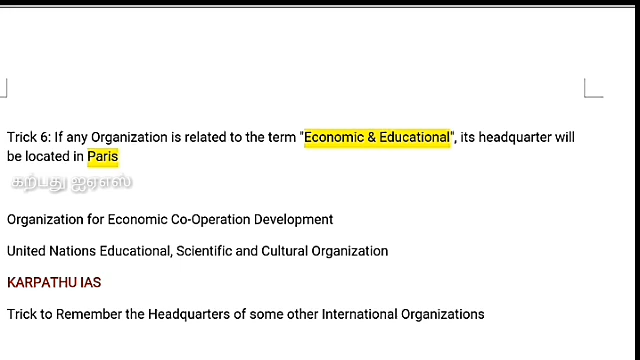 Trick 6: If any Organization is related to the term "Economic & Educational", its headquarter will
be located in Paris
கற்பது ஐஏஎஸ்
Organization for Economic Co-Operation Development
United Nations Educational, Scientific and Cultural Organization
KARPATHU IAS
Trick to Remember the Headquarters of some other International Organizations